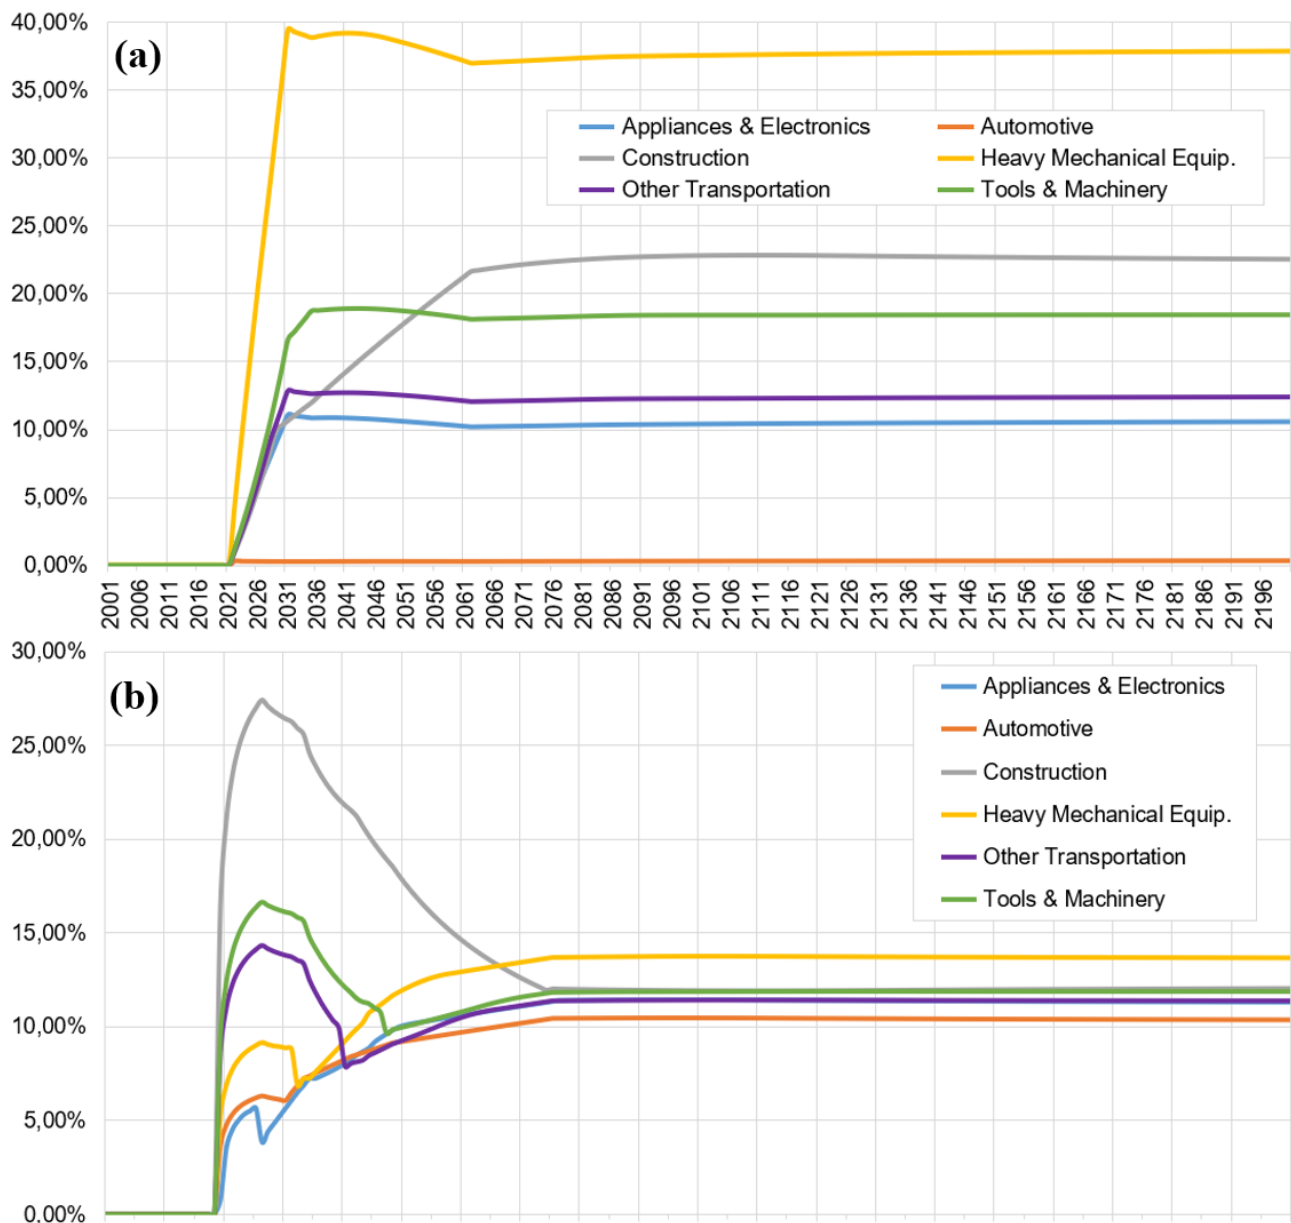 40,00%
(a)
35,00%
Appliances & Electronics Automotive
30,00% Construction Heavy Mechanical Equip.
Other Transportation Tools & Machinery
25,00%
20,00%
15,00%
10,00%
5,00%
0,00%
2001 2006 2011 2016 2021 2026 2031 2036 2041 2046 2051 2056 2061 2066 2071 2076 2081 2086 2091 2096 2101 2106 2111 2116 2121 2126 2131 2136 2141 2146 2151 2156 2161 2166 2171 2176 2181 2186 2191 2196
30,00%
(b)
Appliances & Electronics
Automotive
25,00%
Construction
Heavy Mechanical Equip.
20,00%
Other Transportation
Tools & Machinery
15,00%
10,00%
5,00%
0.00%